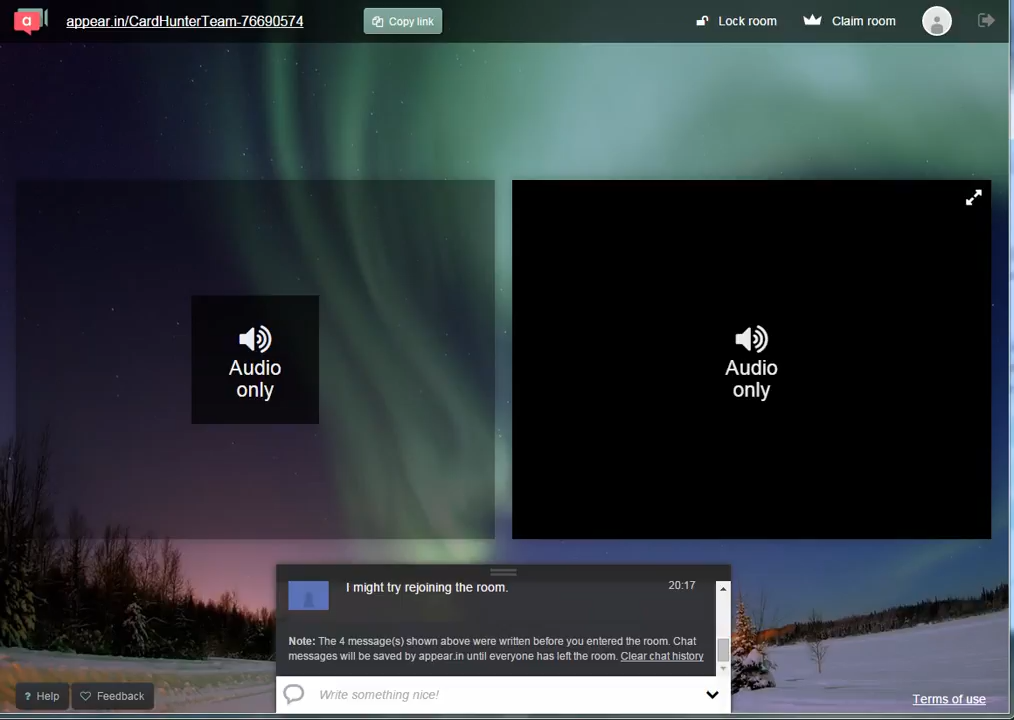 a
appear.in/CardHunterTeam-76690574
Copy link
Lock room
Claim room
Audio
only
Audio
only
I might try rejoining the room.
20:17
Note: The 4 message(s) shown above were written before you entered the room. Chat
messages will be saved by appear.in until everyone has left the room. Clear chat history
Write something nice!
? Help
Feedback
Terms of use